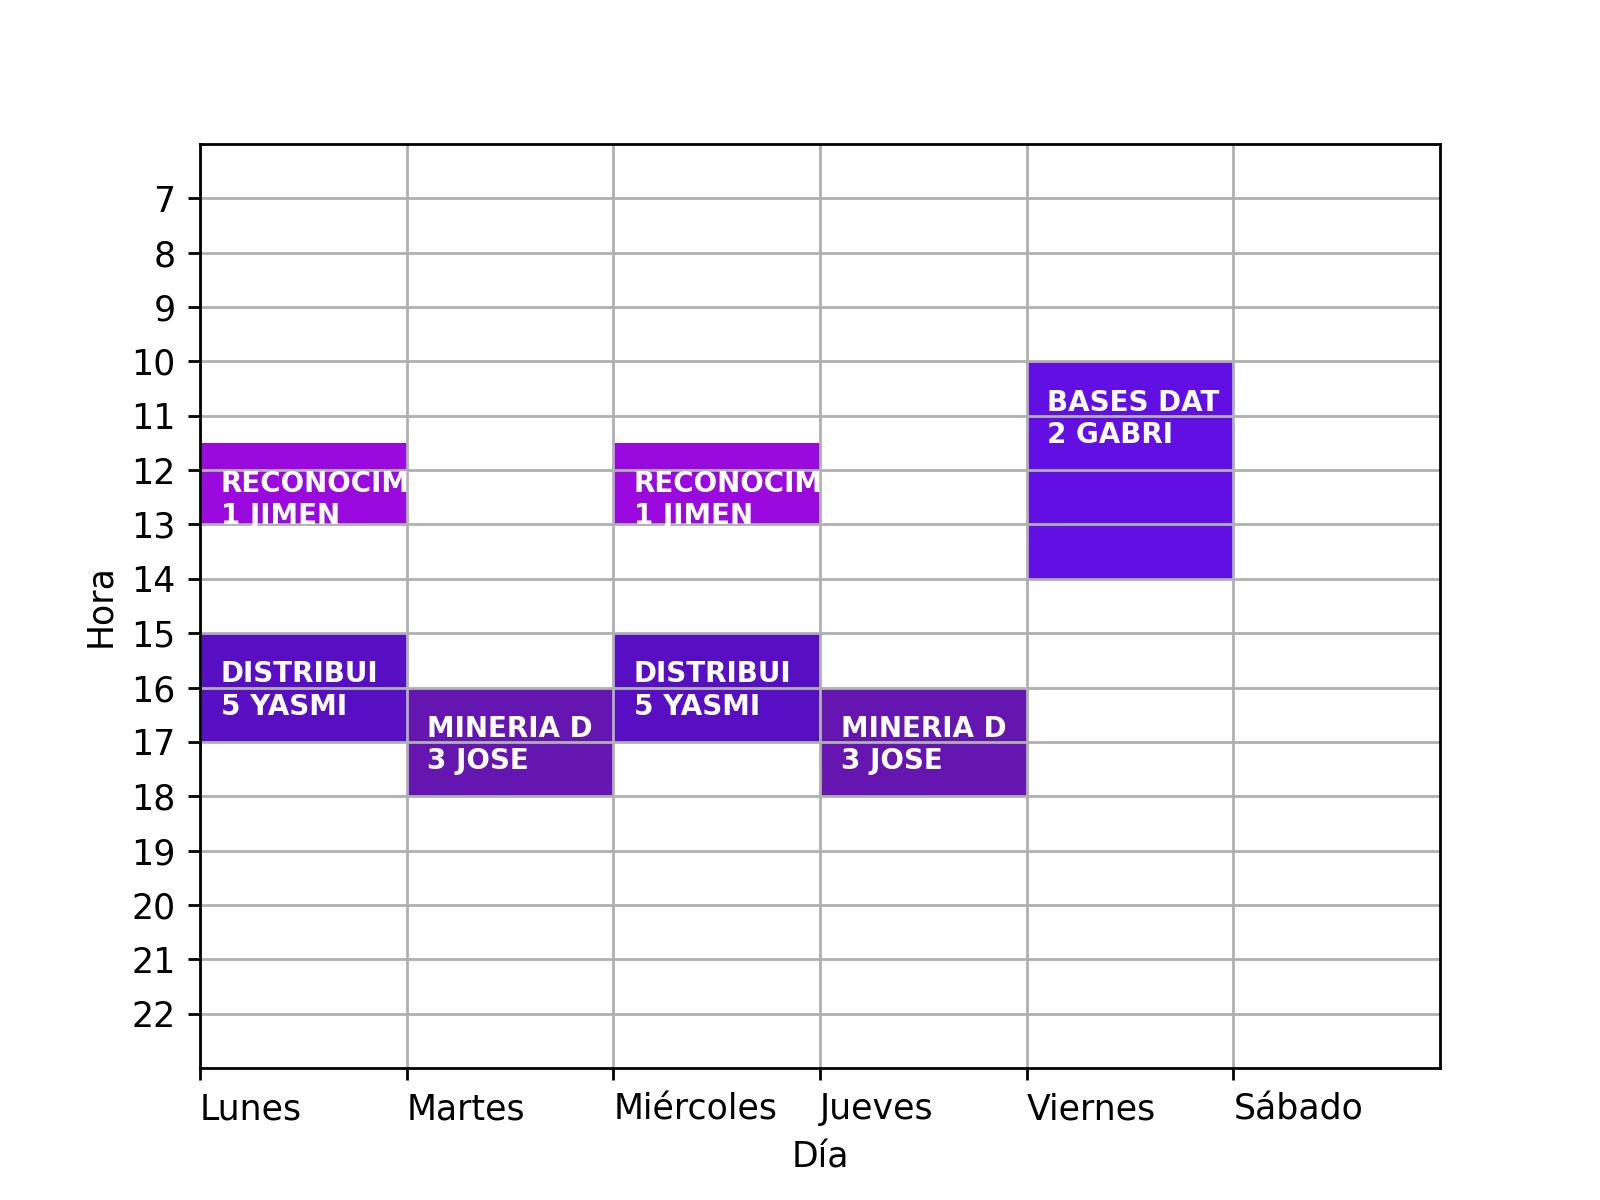 7
8
9
10
BASES DAT
11
2 GABRI
12
RECONOCIM
RECONOCIM
1 JIMEN
1 JIMEN
13
14
Hora
15
DISTRIBUI
DISTRIBUI
16
5 YASMI
5 YASMI
MINERIA D
MINERIA D
17
3 JOSE
3 JOSE
18
19
20
21
22
Lunes Martes Miércoles Jueves Viernes Sábado
Día